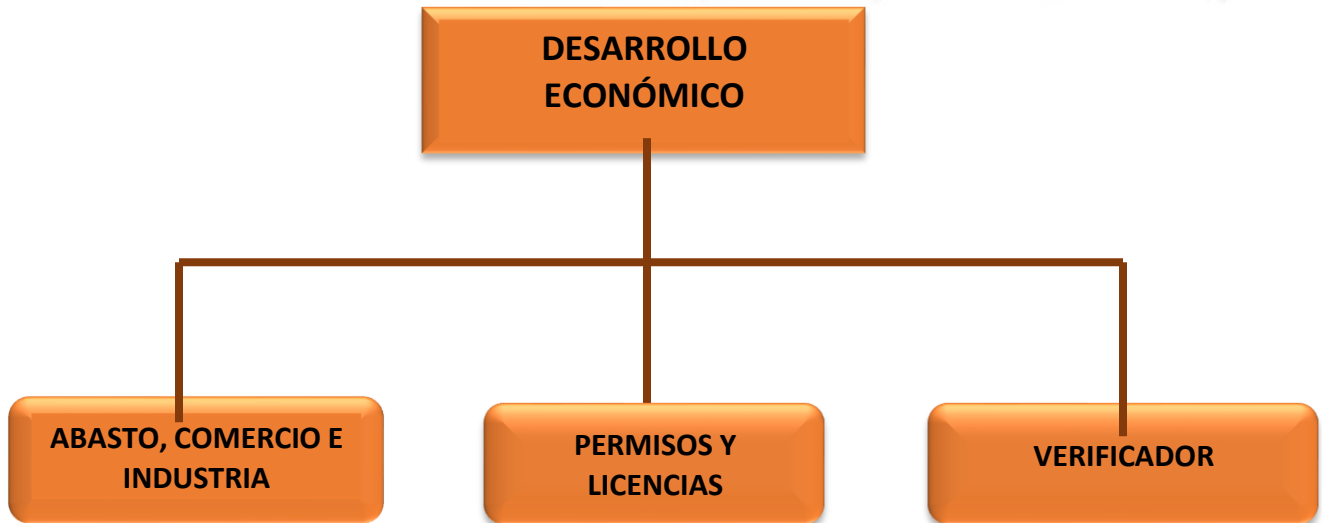 DESARROLLO
ECONÓMICO
ABASTO, COMERCIO E
INDUSTRIA
PERMISOS Y
LICENCIAS
VERIFICADOR